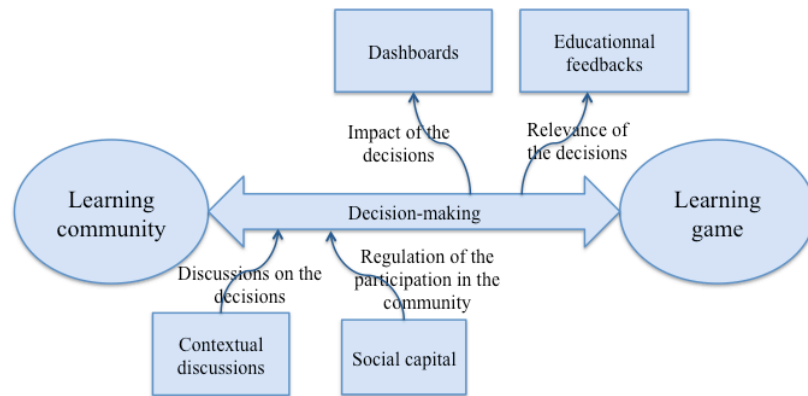 Dashboards
Educationnal
feedbacks
Impact of the
decisions
Relevance of
the decisions
Learning
community
Decision-making
Learning
game
Discussions on the
decisions
Regulation of the
participation in the
community
Contextual
discussions
Social capital